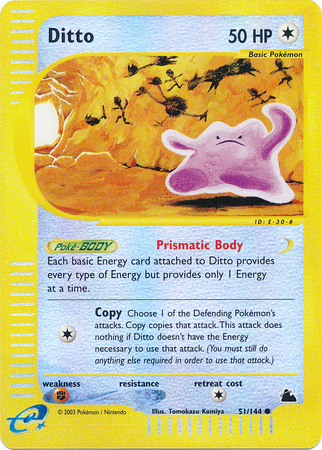 Ditto 50 HP
Basic Pokémon
ID: E-30-#
Poké-BODY Prismatic Body
Each basic Energy card attached to Ditto provides
every type of Energy but provides only 1 Energy
at a time.
Copy Choose 1 of the Defending Pokémon's
attacks. Copy copies that attack. This attack does
nothing if Ditto doesn't have the Energy
necessary to use that attack. (You must still do
anything else required in order to use that attack.)
weakness resistance retreat cost
e
© 2003 Pokémon / Nintendo Illus. Tomokazu Komiya 51/144